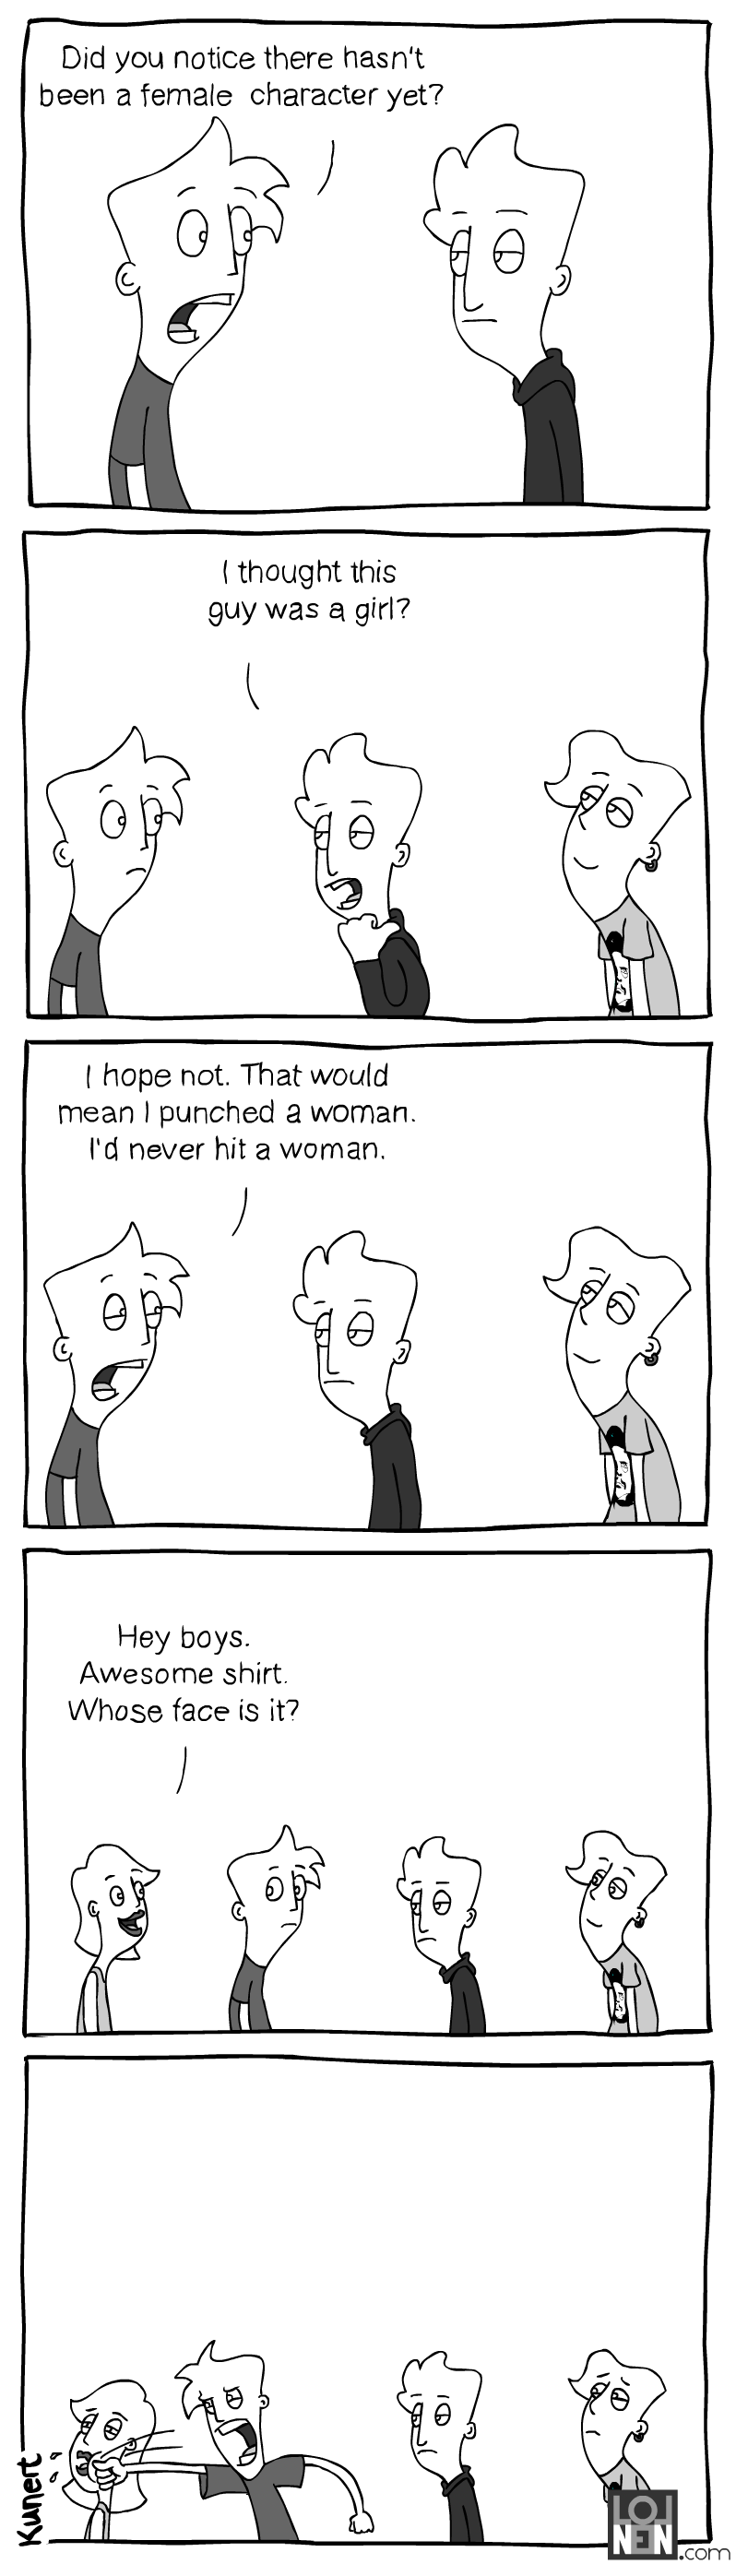 Did you notice there hasn't
been a female character yet?
I thought this
guy was a girl?
I hope not. That would
mean I punched a woman.
I'd never hit a woman.
Hey boys.
Awesome shirt.
Whose face is it?
Kunert
LOL
NEIN
.com